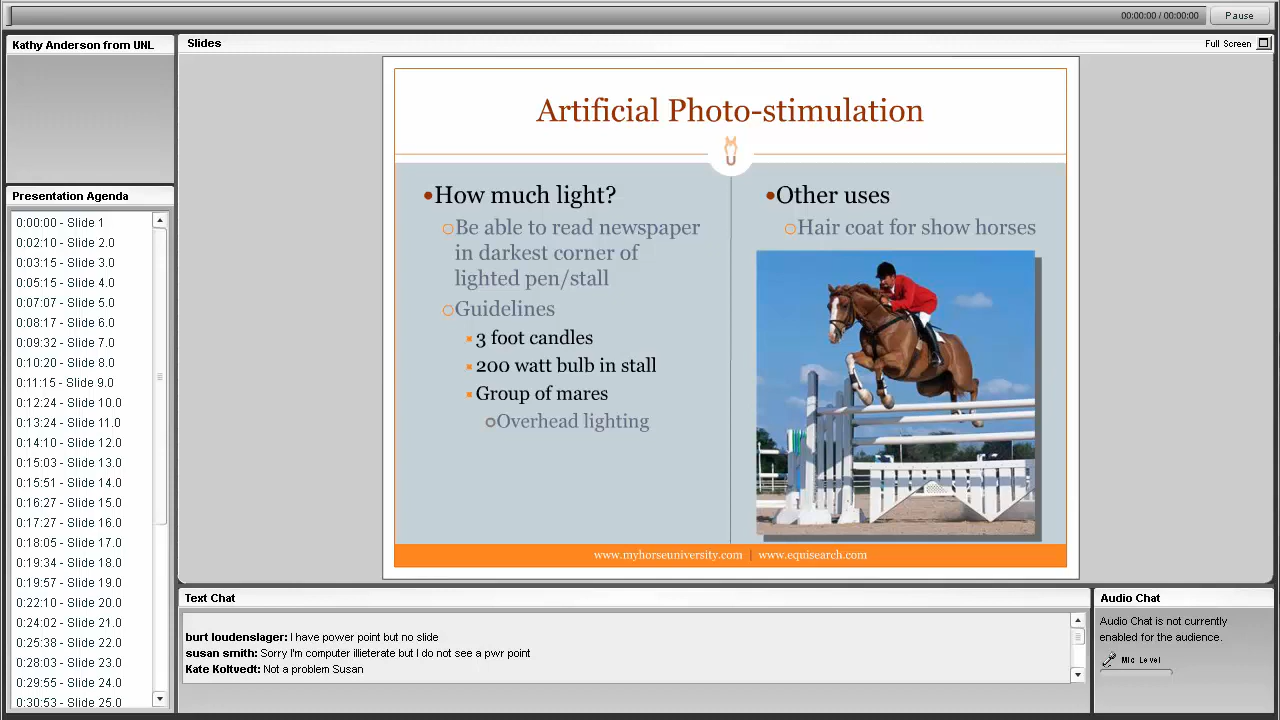 00:00:00 / 00:00:00
Pause
Kathy Anderson from UNL
Slides
Full Screen
Artificial Photo-stimulation
How much light?
Be able to read newspaper
in darkest corner of
lighted pen/stall
Guidelines
3 foot candles
200 watt bulb in stall
Group of mares
Overhead lighting
Other uses
Hair coat for show horses
www.myhorseuniversity.com | www.equisearch.com
Presentation Agenda
0:00:00 - Slide 1
0:02:10 - Slide 2.0
0:03:15 - Slide 3.0
0:05:15 - Slide 4.0
0:07:07 - Slide 5.0
0:08:17 - Slide 6.0
0:09:32 - Slide 7.0
0:10:20 - Slide 8.0
0:11:15 - Slide 9.0
0:12:24 - Slide 10.0
0:13:24 - Slide 11.0
0:14:10 - Slide 12.0
0:15:03 - Slide 13.0
0:15:51 - Slide 14.0
0:16:27 - Slide 15.0
0:17:27 - Slide 16.0
0:18:05 - Slide 17.0
0:19:34 - Slide 18.0
0:19:57 - Slide 19.0
0:22:10 - Slide 20.0
0:24:02 - Slide 21.0
0:25:38 - Slide 22.0
0:28:03 - Slide 23.0
0:29:55 - Slide 24.0
0:30:53 - Slide 25.0
Text Chat
burt loudenslager: I have power point but no slide
susan smith: Sorry I'm computer illieterate but I do not see a pwr point
Kate Koltvedt: Not a problem Susan
Audio Chat
Audio Chat is not currently
enabled for the audience.
Mic Level